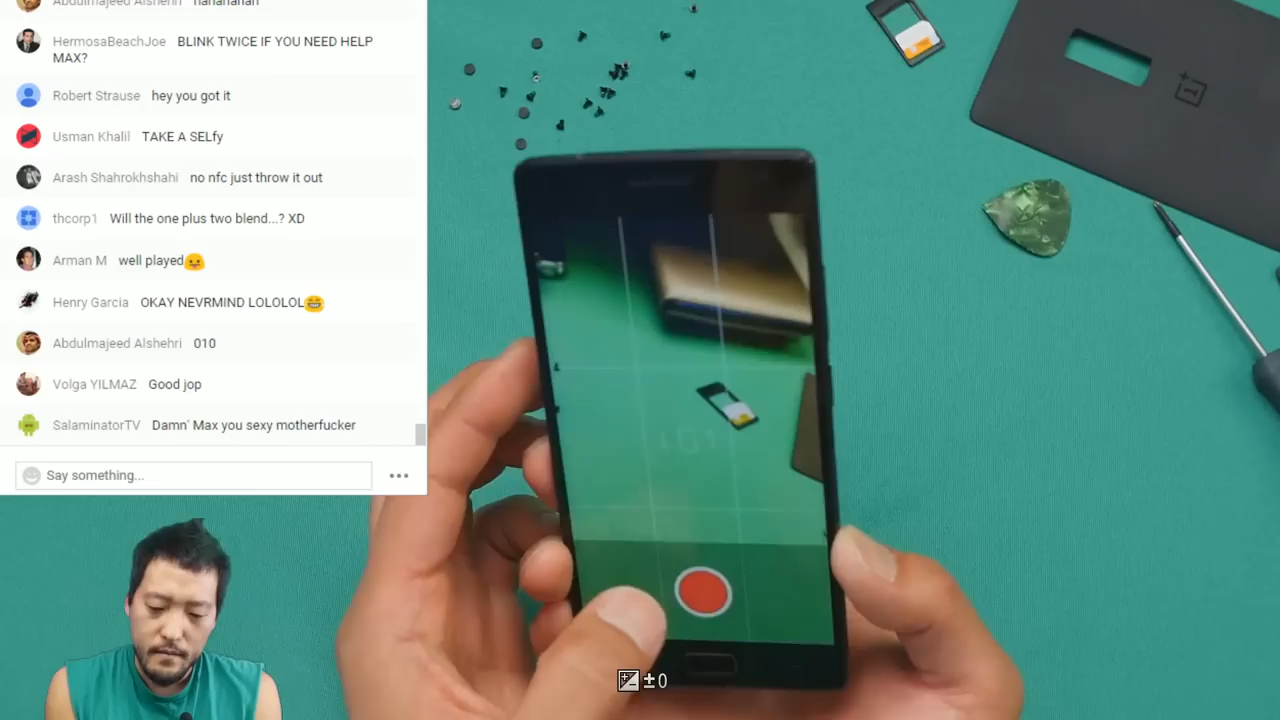 Abdulmajeed Alshehri hahahahah
HermosaBeachJoe BLINK TWICE IF YOU NEED HELP
MAX?
Robert Strause hey you got it
Usman Khalil TAKE A SELfy
Arash Shahrokhshahi no nfc just throw it out
thcorp1 Will the one plus two blend...? XD
Arman M well played😛
Henry Garcia OKAY NEVRMIND LOLOLOL😂
Abdulmajeed Alshehri 010
Volga YILMAZ Good jop
SalaminatorTV Damn' Max you sexy motherfucker
Say something...
±0